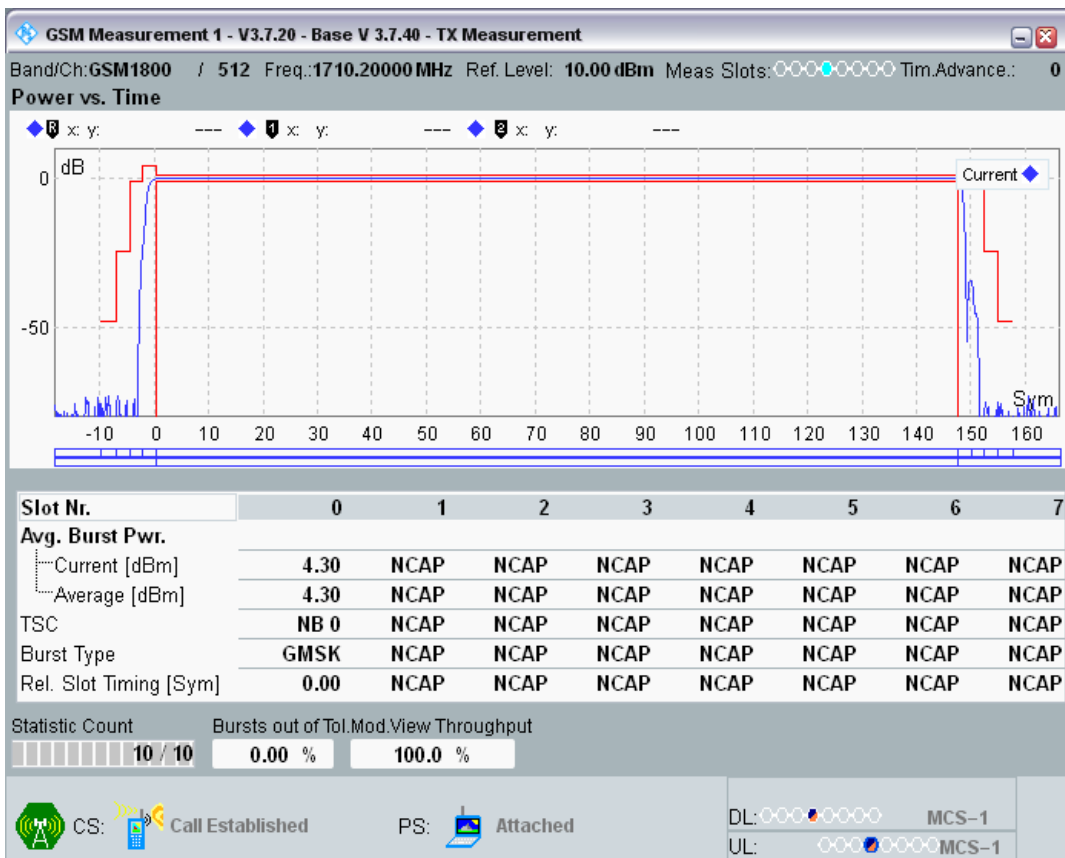 GSM Measurement 1 - V3.7.20 - Base V 3.7.40 - TX Measurement
Band/Ch:GSM1800 / 512 Freq.:1710.20000 MHz Ref. Level: 10.00 dBm Meas Slots: Tim.Advance.: 0
Power vs. Time
R x: y: --- 1 x: y: --- 2 x: y: ---
dB
Current
0
-50
Sym
-10 0 10 20 30 40 50 60 70 80 90 100 110 120 130 140 150 160
Slot Nr. 0 1 2 3 4 5 6 7
Avg. Burst Pwr.
Current [dBm] 4.30 NCAP NCAP NCAP NCAP NCAP NCAP NCAP
Average [dBm] 4.30 NCAP NCAP NCAP NCAP NCAP NCAP NCAP
TSC NB 0 NCAP NCAP NCAP NCAP NCAP NCAP NCAP
Burst Type GMSK NCAP NCAP NCAP NCAP NCAP NCAP NCAP
Rel. Slot Timing [Sym] 0.00 NCAP NCAP NCAP NCAP NCAP NCAP NCAP
Statistic Count Bursts out of Tol.Mod.View Throughput
10 / 10 0.00 % 100.0 %
CS: Call Established PS: Attached
DL: MCS-1
UL: MCS-1